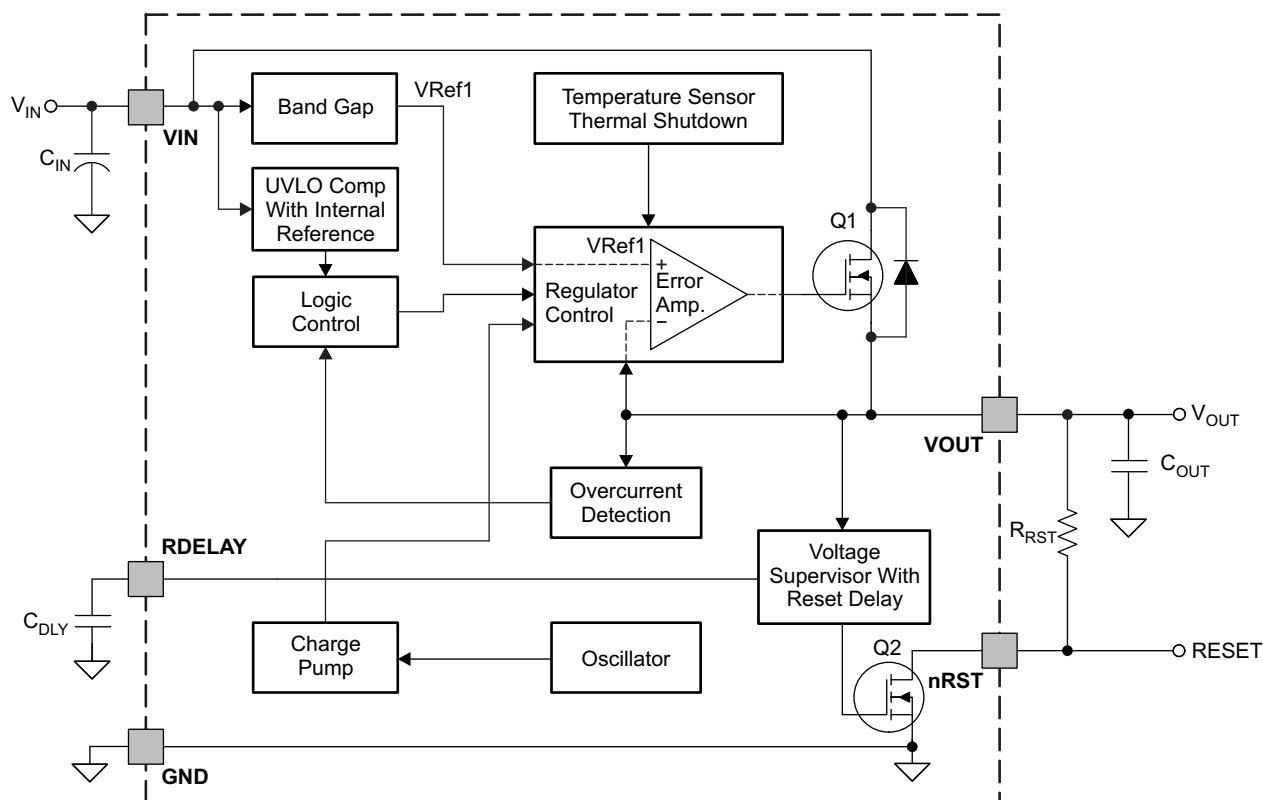 V_IN
VIN
C_IN
Band Gap
VRef1
Temperature Sensor
Thermal Shutdown
UVLO Comp
With Internal
Reference
Logic
Control
VRef1
+
Error
Amp.
−
Regulator
Control
Q1
VOUT
V_OUT
C_OUT
R_RST
Overcurrent
Detection
RDELAY
C_DLY
Voltage
Supervisor With
Reset Delay
Charge
Pump
Oscillator
Q2
nRST
RESET
GND